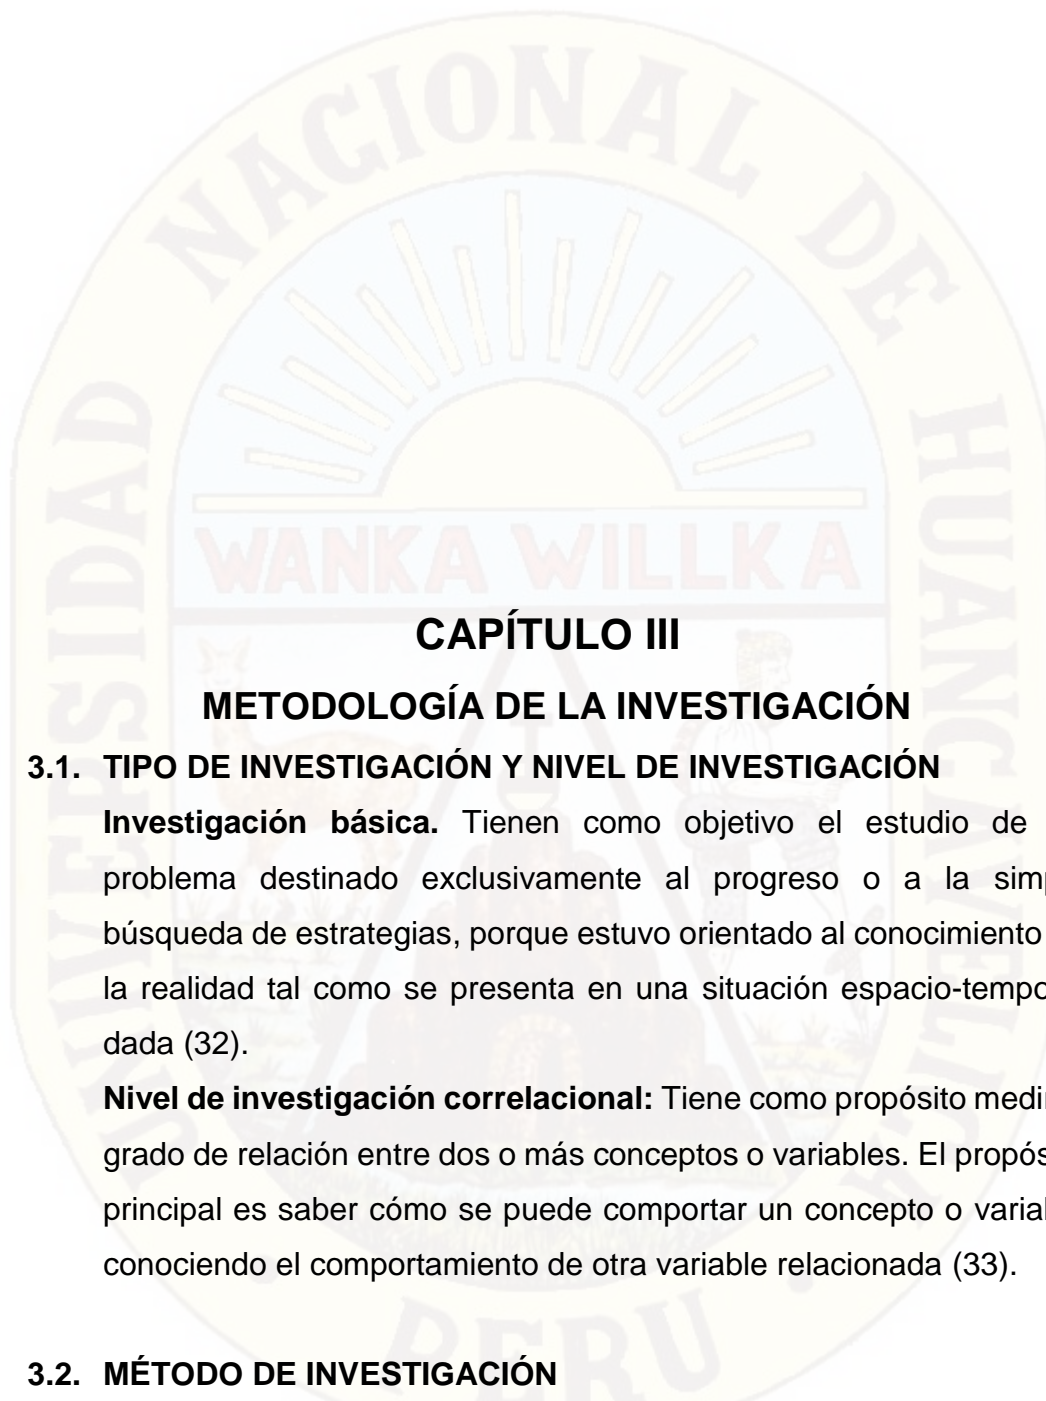 UNIVERSIDAD NACIONAL DE HUANCAVELICA
WANKA WILLKA
PERU
CAPÍTULO III
METODOLOGÍA DE LA INVESTIGACIÓN
3.1. TIPO DE INVESTIGACIÓN Y NIVEL DE INVESTIGACIÓN
Investigación básica. Tienen como objetivo el estudio de
problema destinado exclusivamente al progreso o a la
búsqueda de estrategias, porque estuvo orientado al conocimiento
la realidad tal como se presenta en una situación
dada (32).
Nivel de investigación correlacional: Tiene como propósito
grado de relación entre dos o más conceptos o variables. El
principal es saber cómo se puede comportar un concepto o
conociendo el comportamiento de otra variable relacionada (33).
3.2. MÉTODO DE INVESTIGACIÓN